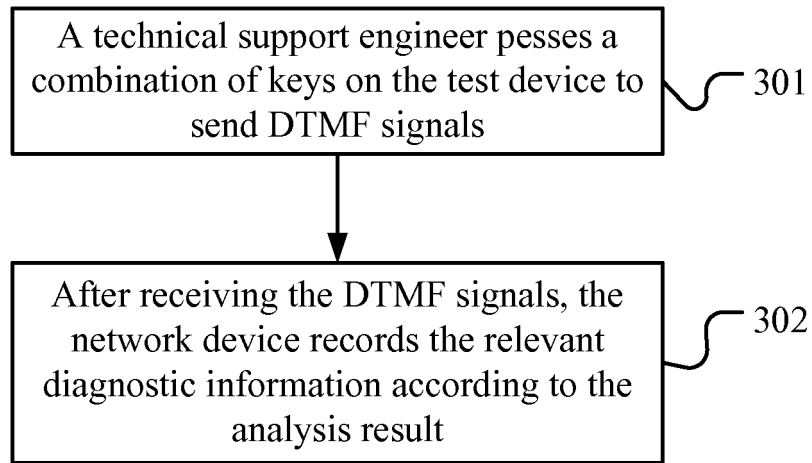 A technical support engineer pesses a
combination of keys on the test device to
send DTMF signals
301
After receiving the DTMF signals, the
network device records the relevant
diagnostic information according to the
analysis result
302